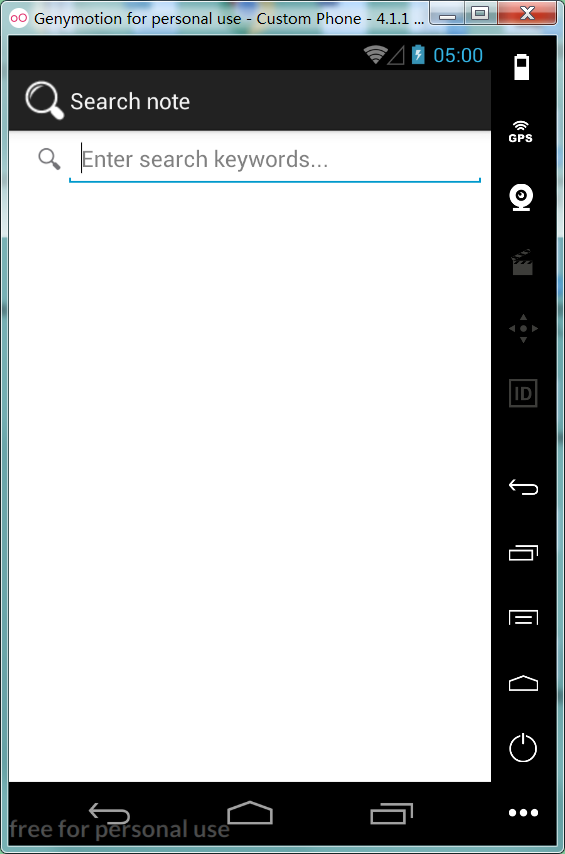 Genymotion for personal use - Custom Phone - 4.1.1 ...
05:00
Search note
Enter search keywords...
GPS
ID
free for personal use